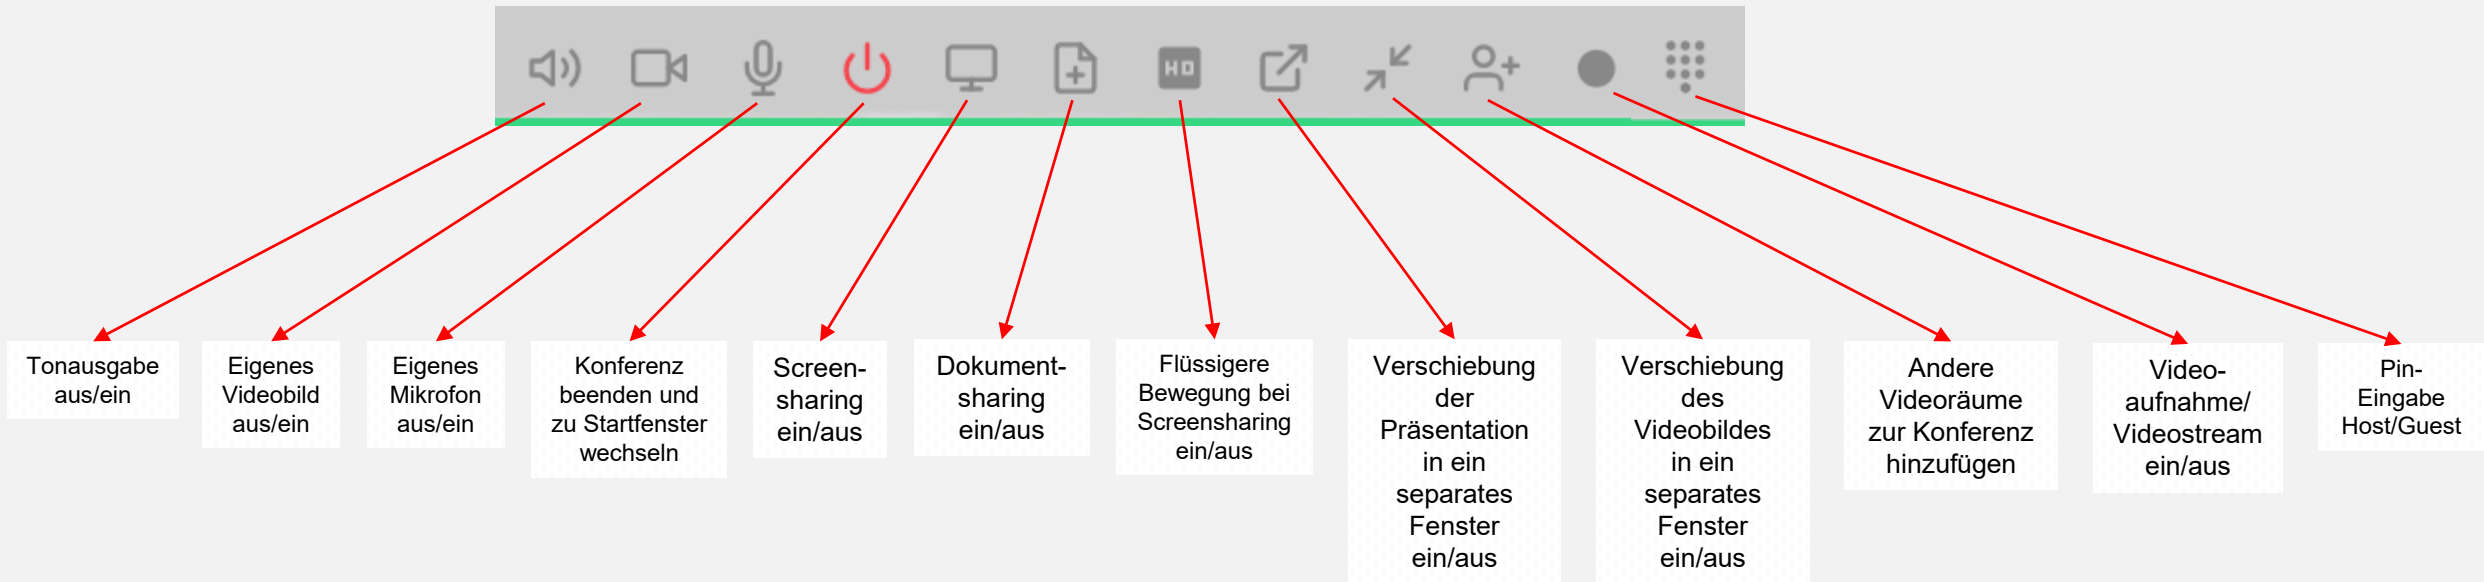 HD
Tonausgabe
aus/ein
Eigenes
Videobild
aus/ein
Eigenes
Mikrofon
aus/ein
Konferenz
beenden und
zu Startfenster
wechseln
Screen-
sharing
ein/aus
Dokument-
sharing
ein/aus
Flüssigere
Bewegung bei
Screensharing
ein/aus
Verschiebung
der
Präsentation
in ein
separates
Fenster
ein/aus
Verschiebung
des
Videobildes
in ein
separates
Fenster
ein/aus
Andere
Videoräume
zur Konferenz
hinzufügen
Video-
aufnahme/
Videostream
ein/aus
Pin-
Eingabe
Host/Guest